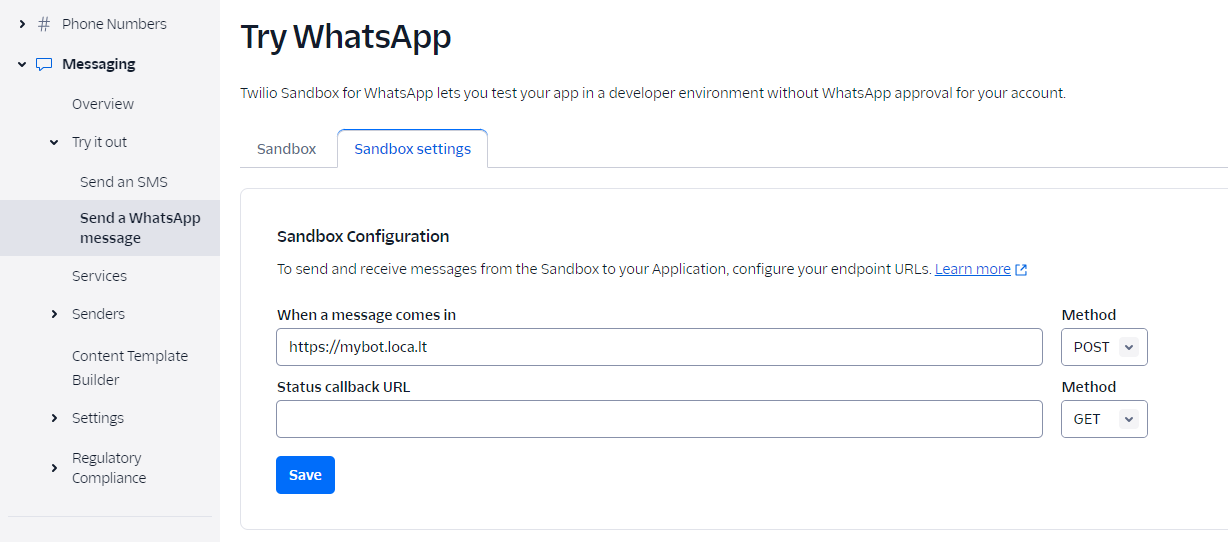 Phone Numbers
Messaging
Overview
Try it out
Send an SMS
Send a WhatsApp
message
Services
Senders
Content Template
Builder
Settings
Regulatory
Compliance
Try WhatsApp
Twilio Sandbox for WhatsApp lets you test your app in a developer environment without WhatsApp approval for your account.
Sandbox
Sandbox settings
Sandbox Configuration
To send and receive messages from the Sandbox to your Application, configure your endpoint URLs. Learn more
When a message comes in
Method
https://mybot.loca.lt
POST
Status callback URL
Method
GET
Save